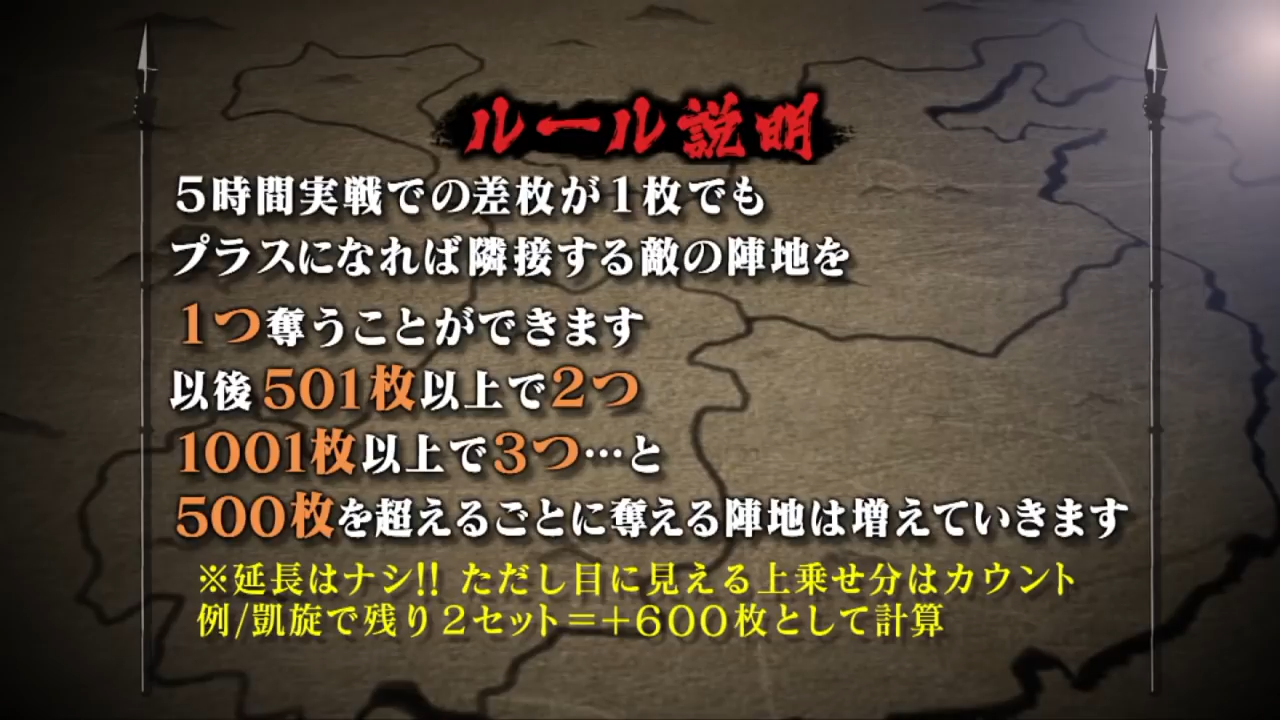 ルール説明
5時間実戦での差枚が1枚でも
プラスになれば隣接する敵の陣地を
1つ奪うことができます
以後501枚以上で2つ
1001枚以上で3つ…と
500枚を超えるごとに奪える陣地は増えていきます
※延長はナシ!! ただし目に見える上乗せ分はカウント
例/凱旋で残り2セット=+600枚として計算